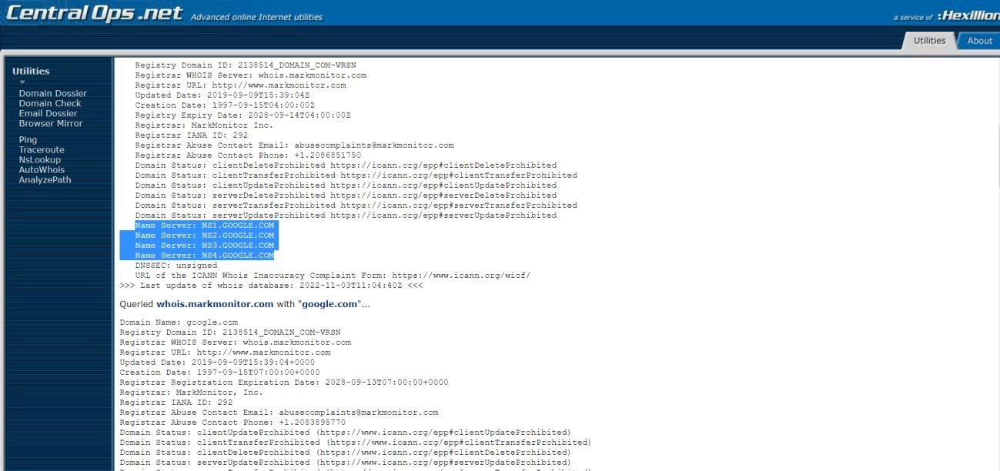 CentralOps.net Advanced online Internet utilities
a service of :Hexillion
Utilities About
Utilities
Domain Dossier
Domain Check
Email Dossier
Browser Mirror
Ping
Traceroute
NsLookup
AutoWhois
AnalyzePath
Registry Domain ID: 2138514_DOMAIN_COM-VRSN
Registrar WHOIS Server: whois.markmonitor.com
Registrar URL: http://www.markmonitor.com
Updated Date: 2019-09-09T15:39:04Z
Creation Date: 1997-09-15T04:00:00Z
Registry Expiry Date: 2028-09-14T04:00:00Z
Registrar: MarkMonitor Inc.
Registrar IANA ID: 292
Registrar Abuse Contact Email: abusecomplaints@markmonitor.com
Registrar Abuse Contact Phone: +1.2086851750
Domain Status: clientDeleteProhibited https://icann.org/epp#clientDeleteProhibited
Domain Status: clientTransferProhibited https://icann.org/epp#clientTransferProhibited
Domain Status: clientUpdateProhibited https://icann.org/epp#clientUpdateProhibited
Domain Status: serverDeleteProhibited https://icann.org/epp#serverDeleteProhibited
Domain Status: serverTransferProhibited https://icann.org/epp#serverTransferProhibited
Domain Status: serverUpdateProhibited https://icann.org/epp#serverUpdateProhibited
Name Server: NS1.GOOGLE.COM
Name Server: NS2.GOOGLE.COM
Name Server: NS3.GOOGLE.COM
Name Server: NS4.GOOGLE.COM
DNSSEC: unsigned
URL of the ICANN Whois Inaccuracy Complaint Form: https://www.icann.org/wicf/
>>> Last update of whois database: 2022-11-03T11:04:40Z <<<
Queried whois.markmonitor.com with "google.com"...
Domain Name: google.com
Registry Domain ID: 2138514_DOMAIN_COM-VRSN
Registrar WHOIS Server: whois.markmonitor.com
Registrar URL: http://www.markmonitor.com
Updated Date: 2019-09-09T15:39:04+0000
Creation Date: 1997-09-15T07:00:00+0000
Registrar Registration Expiration Date: 2028-09-13T07:00:00+0000
Registrar: MarkMonitor, Inc.
Registrar IANA ID: 292
Registrar Abuse Contact Email: abusecomplaints@markmonitor.com
Registrar Abuse Contact Phone: +1.2083895770
Domain Status: clientUpdateProhibited (https://www.icann.org/epp#clientUpdateProhibited)
Domain Status: clientTransferProhibited (https://www.icann.org/epp#clientTransferProhibited)
Domain Status: clientDeleteProhibited (https://www.icann.org/epp#clientDeleteProhibited)
Domain Status: serverUpdateProhibited (https://www.icann.org/epp#serverUpdateProhibited)